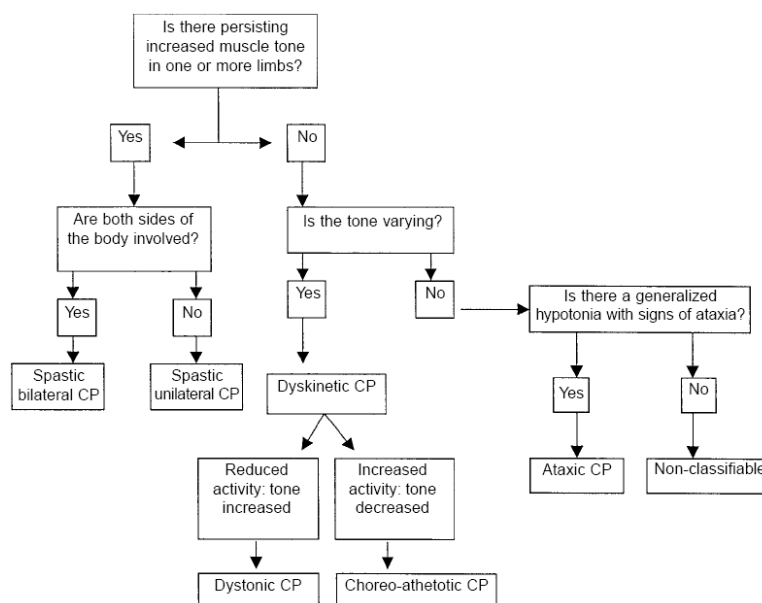 Is there persisting
increased muscle tone
in one or more limbs?
Yes
No
Are both sides of
the body involved?
Is the tone varying?
Yes
No
Yes
No
Is there a generalized
hypotonia with signs of ataxia?
Spastic
bilateral CP
Spastic
unilateral CP
Dyskinetic CP
Yes
No
Reduced
activity: tone
increased
Increased
activity: tone
decreased
Ataxic CP
Non-classifiable
Dystonic CP
Choreo-athetotic CP